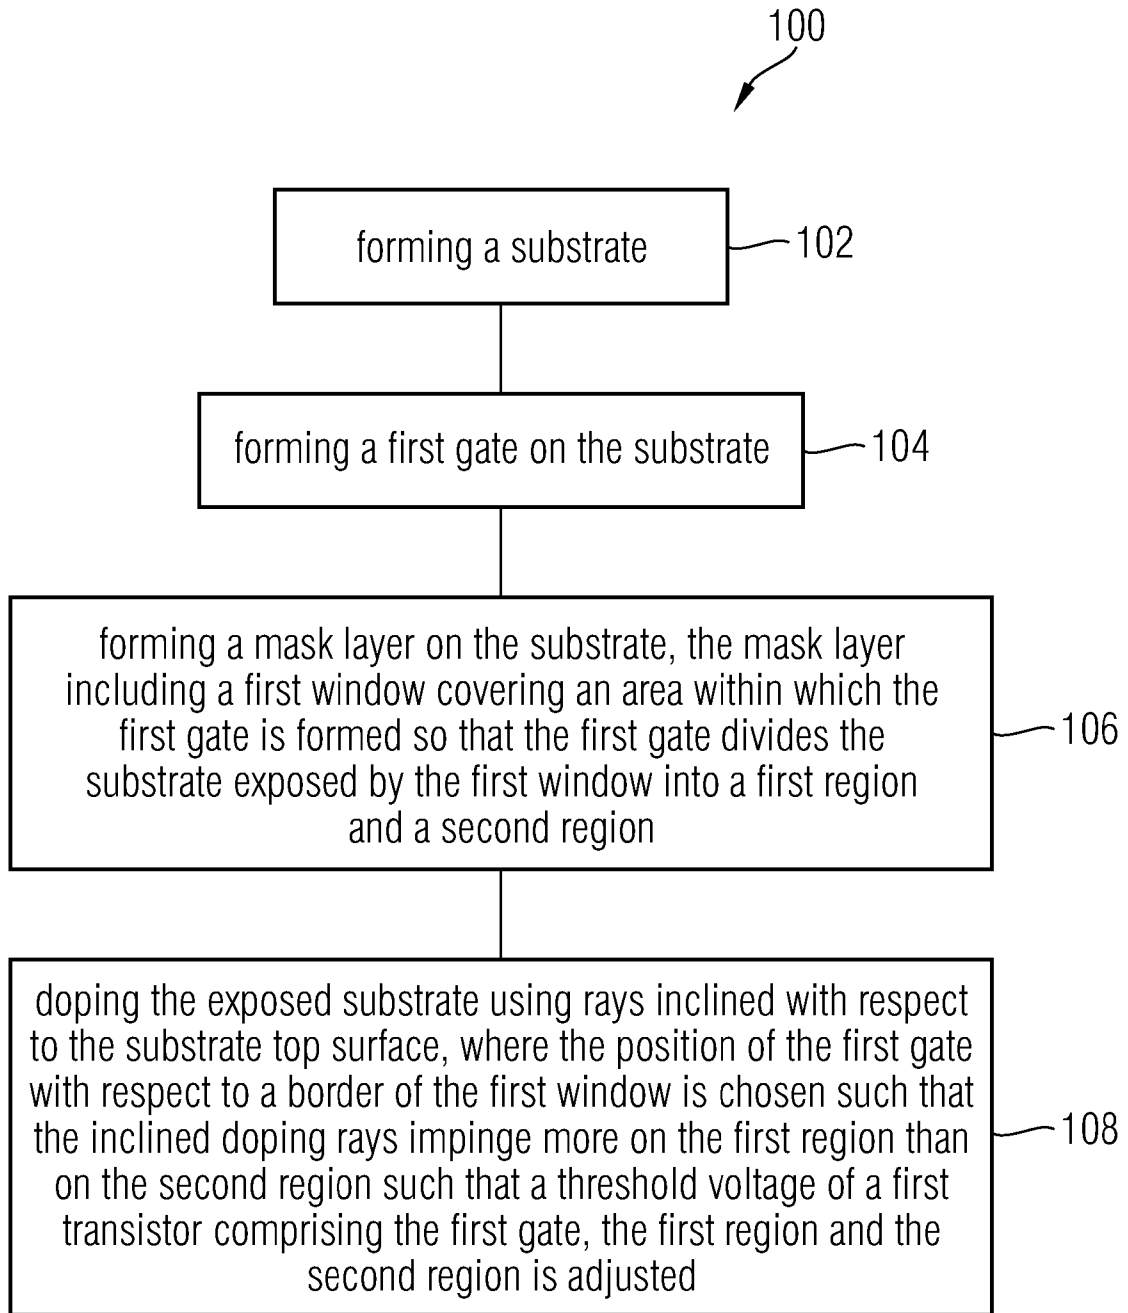 100
forming a substrate
102
forming a first gate on the substrate
104
forming a mask layer on the substrate, the mask layer
including a first window covering an area within which the
first gate is formed so that the first gate divides the
substrate exposed by the first window into a first region
and a second region
106
doping the exposed substrate using rays inclined with respect
to the substrate top surface, where the position of the first gate
with respect to a border of the first window is chosen such that
the inclined doping rays impinge more on the first region than
on the second region such that a threshold voltage of a first
transistor comprising the first gate, the first region and the
second region is adjusted
108